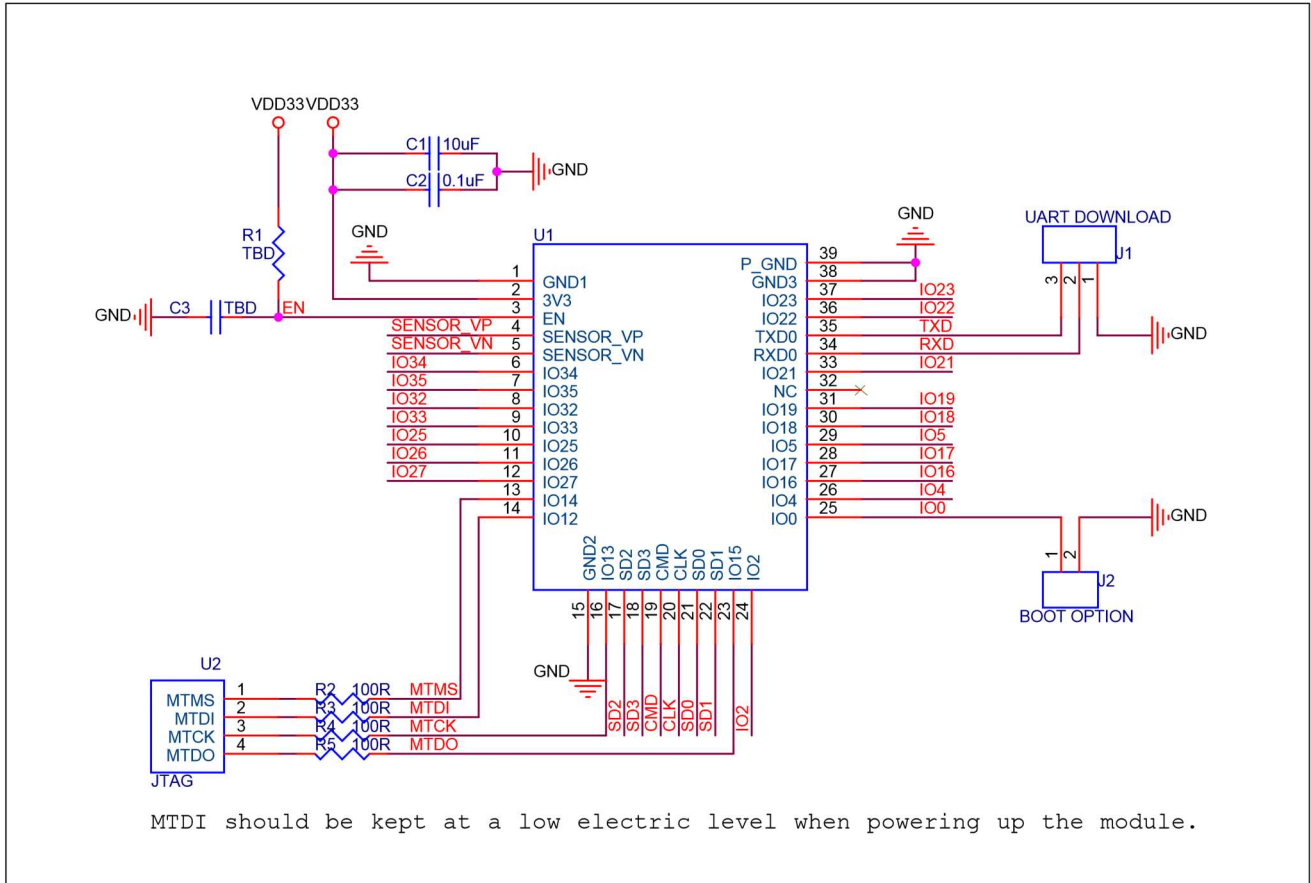 VDD33 VDD33
C1 10uF
C2 0.1uF
GND
R1
TBD
GND
C3 TBD EN
GND
U1
1 GND1
2 3V3
3 EN
SENSOR_VP 4 SENSOR_VP
SENSOR_VN 5 SENSOR_VN
IO34 6 IO34
IO35 7 IO35
IO32 8 IO32
IO33 9 IO33
IO25 10 IO25
IO26 11 IO26
IO27 12 IO27
13 IO14
14 IO12
GND
P_GND 39
GND3 38
IO23 37 IO23
IO22 36 IO22
TXD0 35 TXD
RXD0 34 RXD
IO21 33 IO21
NC 32
IO19 31 IO19
IO18 30 IO18
IO5 29 IO5
IO17 28 IO17
IO16 27 IO16
IO4 26 IO4
IO0 25 IO0
UART DOWNLOAD
J1
3 2 1
GND
GND
1 2
J2
BOOT OPTION
GND2 IO13 SD2 SD3 CMD CLK SD0 SD1 IO15 IO2
15 16 17 18 19 20 21 22 23 24
GND
SD2 SD3 CMD CLK SD0 SD1 IO2
U2
MTMS 1 R2 100R MTMS
MTDI 2 R3 100R MTDI
MTCK 3 R4 100R MTCK
MTDO 4 R5 100R MTDO
JTAG
MTDI should be kept at a low electric level when powering up the module.